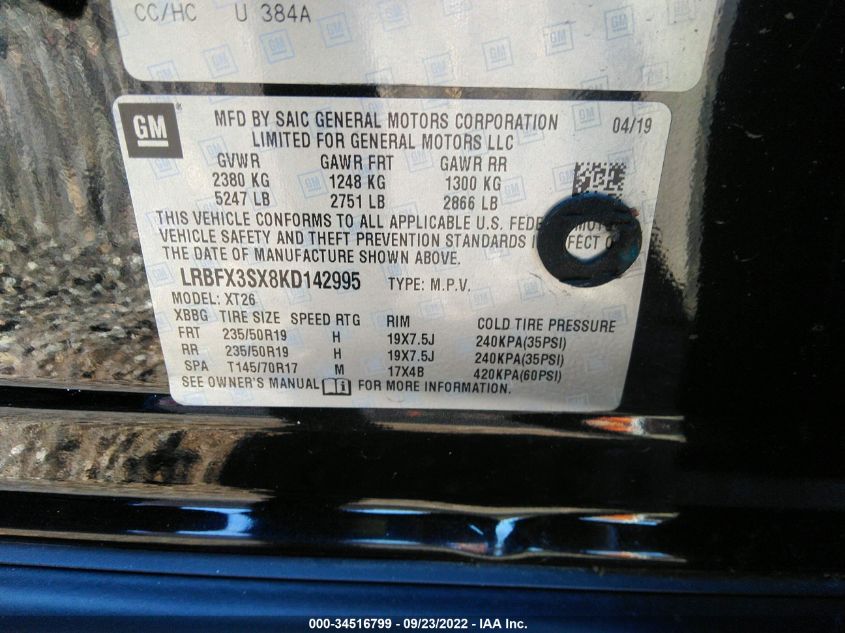 CC/HC U 384A
GM
MFD BY SAIC GENERAL MOTORS CORPORATION 04/19
LIMITED FOR GENERAL MOTORS LLC
GVWR GAWR FRT GAWR RR
2380 KG 1248 KG 1300 KG
5247 LB 2751 LB 2866 LB
THIS VEHICLE CONFORMS TO ALL APPLICABLE U.S. MOTOR
VEHICLE SAFETY AND THEFT PREVENTION STANDARDS EFFECT ON
THE DATE OF MANUFACTURE SHOWN ABOVE.
LRBFX3SX8KD142995 TYPE: M.P.V.
MODEL: XT26
XBBG TIRE SIZE SPEED RTG RIM COLD TIRE PRESSURE
FRT 235/50R19 H 19X7.5J 240KPA(35PSI)
RR 235/50R19 H 19X7.5J 240KPA(35PSI)
SPA T145/70R17 M 17X4B 420KPA(60PSI)
SEE OWNER'S MANUAL FOR MORE INFORMATION.
000-34516799 - 09/23/2022 - IAA Inc.